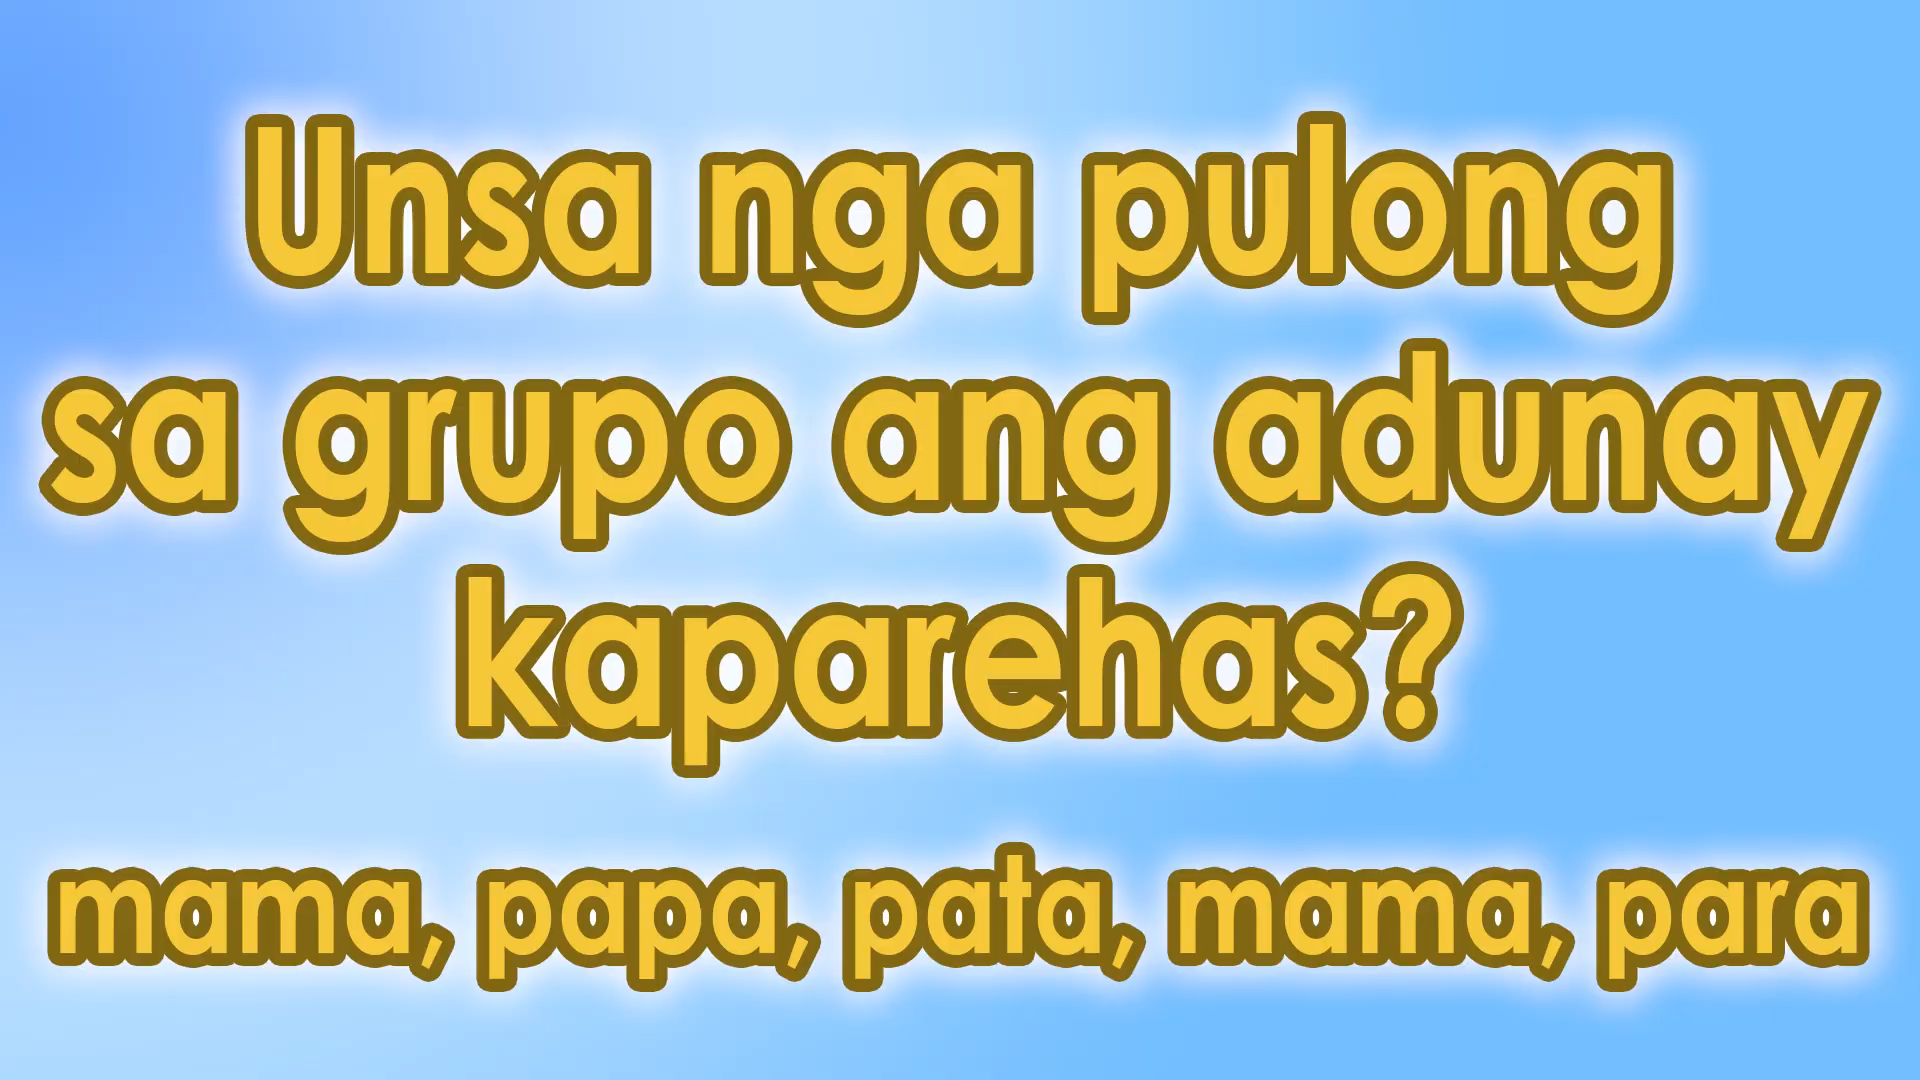 Unsa nga pulong
sa grupo ang adunay
kaparehas?
mama, papa, pata, mama, para